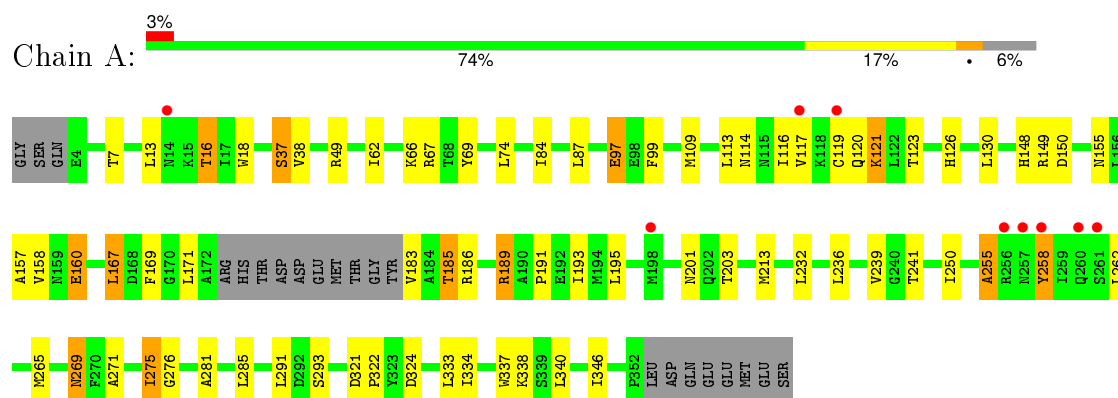 3%
Chain A:
74% 17% • 6%
GLY SER GLN E4 T7 L13 N14 K15 T16 I17 W18 S37 V38 R49 I62 K66 R67 T68 Y69 L74 I84 L87 E97 E98 F99 M109 L113 N114 N115 I116 V117 K118 C119 Q120 K121 L122 T123 H126 L130 H148 R149 D150 N155 L156
A157 V158 N159 E160 L167 D168 F169 G170 L171 A172 ARG HIS THR ASP ASP GLU MET THR GLY TYR V183 A184 T185 R186 R189 A190 P191 E192 I193 M194 L195 M198 N201 Q202 T203 M213 L232 L236 V239 G240 T241 I250 A255 R256 N257 Y258 I259 Q260 S261 L262
M265 N269 F270 A271 I275 G276 A281 L285 L291 D292 S293 D321 P322 Y323 D324 L333 I334 W337 K338 S339 L340 I346 P352 LEU ASP GLN GLU GLU MET GLU SER